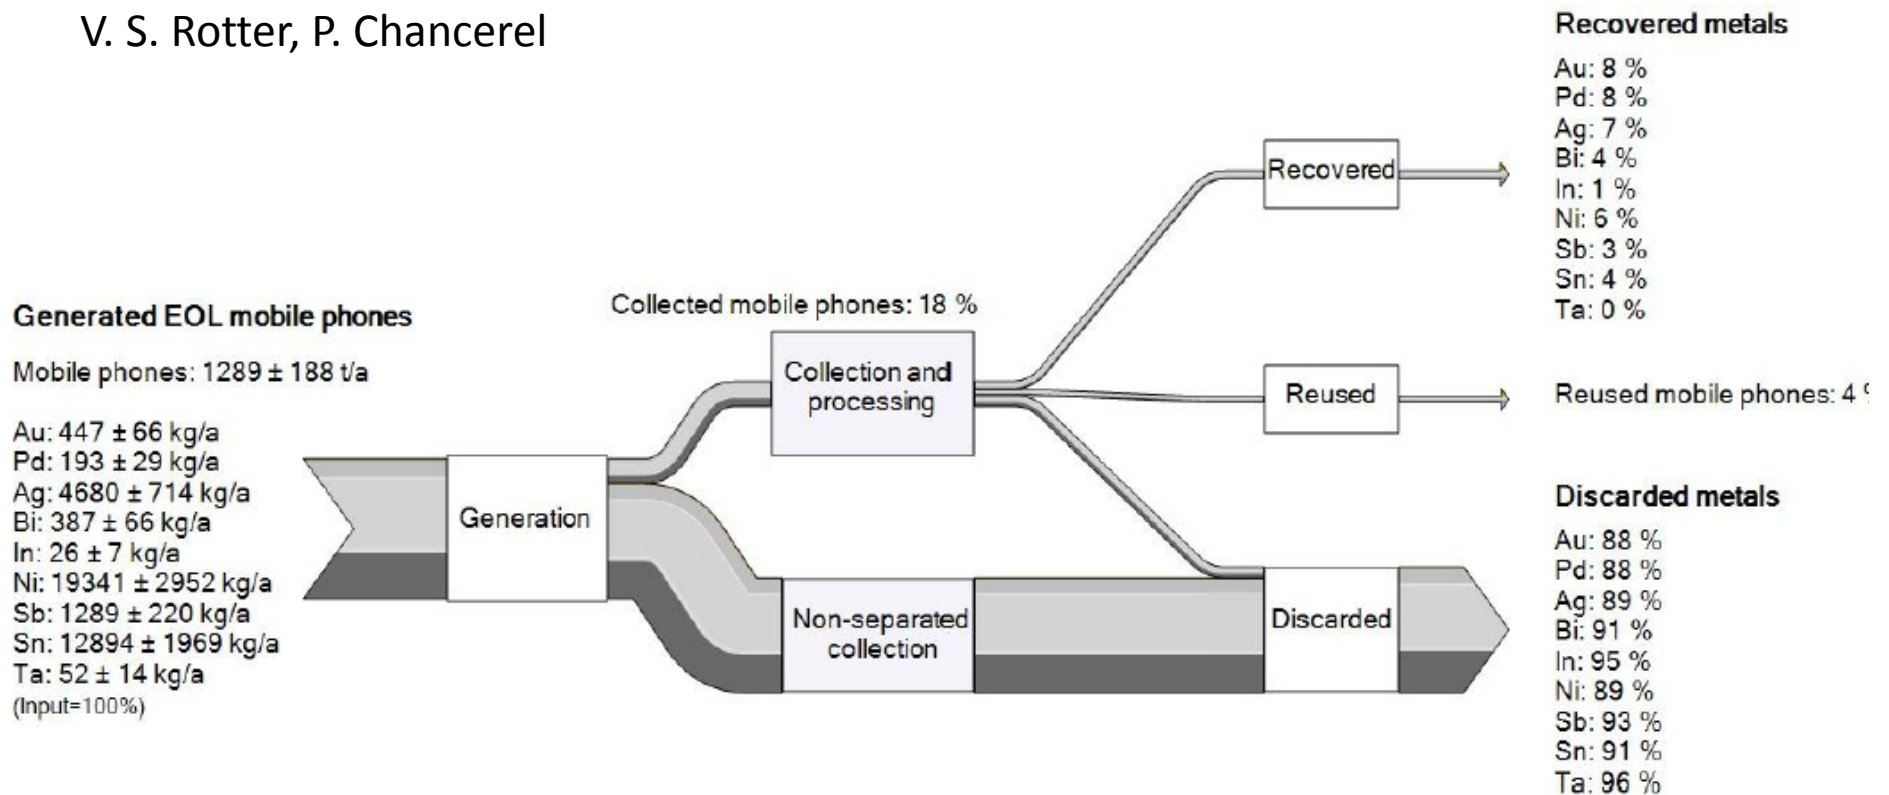 V. S. Rotter, P. Chancerel
Generated EOL mobile phones
Mobile phones: 1289 ± 188 t/a
Au: 447 ± 66 kg/a
Pd: 193 ± 29 kg/a
Ag: 4680 ± 714 kg/a
Bi: 387 ± 66 kg/a
In: 26 ± 7 kg/a
Ni: 19341 ± 2952 kg/a
Sb: 1289 ± 220 kg/a
Sn: 12894 ± 1969 kg/a
Ta: 52 ± 14 kg/a
(Input=100%)
Generation
Collected mobile phones: 18 %
Collection and
processing
Non-separated
collection
Recovered
Reused
Discarded
Recovered metals
Au: 8 %
Pd: 8 %
Ag: 7 %
Bi: 4 %
In: 1 %
Ni: 6 %
Sb: 3 %
Sn: 4 %
Ta: 0 %
Reused mobile phones: 4
Discarded metals
Au: 88 %
Pd: 88 %
Ag: 89 %
Bi: 91 %
In: 95 %
Ni: 89 %
Sb: 93 %
Sn: 91 %
Ta: 96 %